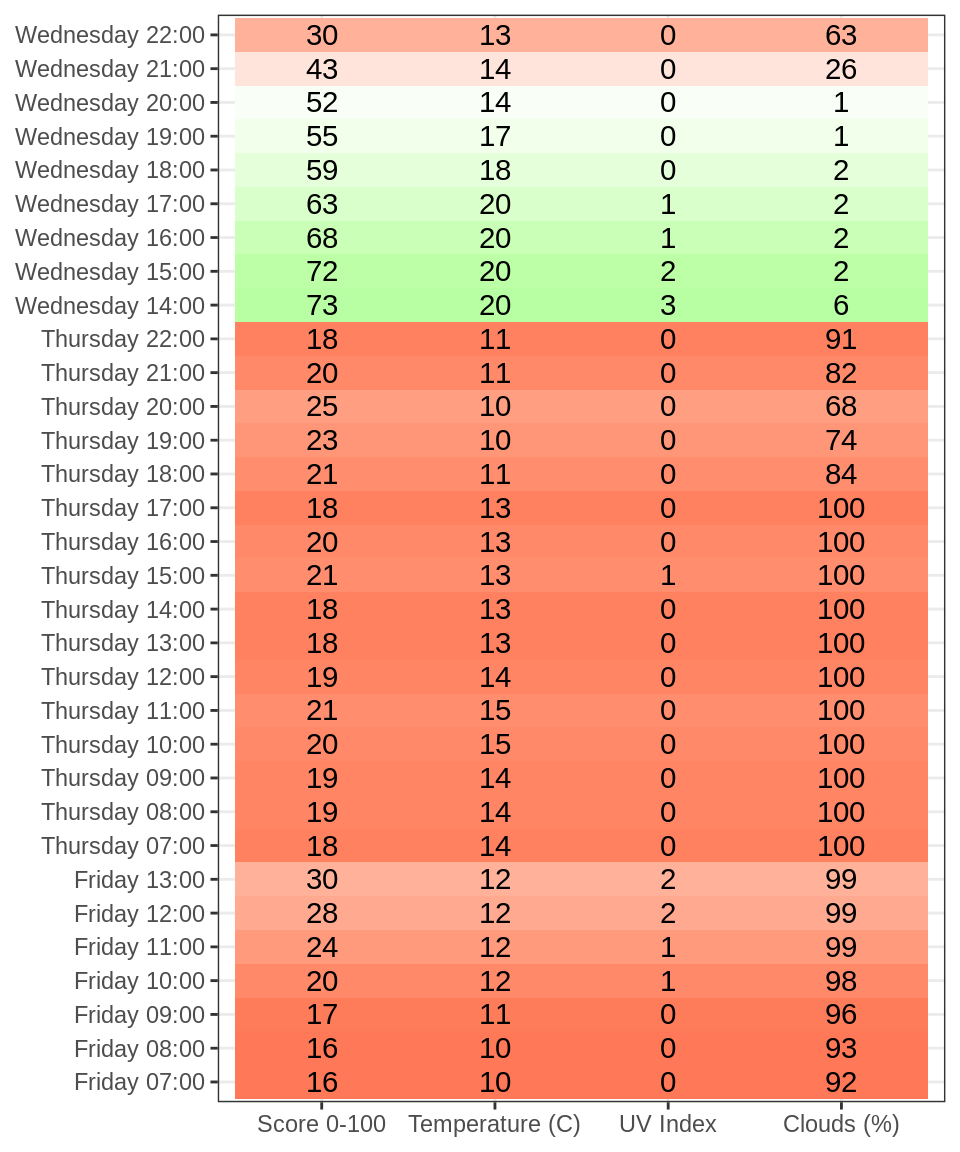 Wednesday 22:00 30 13 0 63
Wednesday 21:00 43 14 0 26
Wednesday 20:00 52 14 0 1
Wednesday 19:00 55 17 0 1
Wednesday 18:00 59 18 0 2
Wednesday 17:00 63 20 1 2
Wednesday 16:00 68 20 1 2
Wednesday 15:00 72 20 2 2
Wednesday 14:00 73 20 3 6
Thursday 22:00 18 11 0 91
Thursday 21:00 20 11 0 82
Thursday 20:00 25 10 0 68
Thursday 19:00 23 10 0 74
Thursday 18:00 21 11 0 84
Thursday 17:00 18 13 0 100
Thursday 16:00 20 13 0 100
Thursday 15:00 21 13 1 100
Thursday 14:00 18 13 0 100
Thursday 13:00 18 13 0 100
Thursday 12:00 19 14 0 100
Thursday 11:00 21 15 0 100
Thursday 10:00 20 15 0 100
Thursday 09:00 19 14 0 100
Thursday 08:00 19 14 0 100
Thursday 07:00 18 14 0 100
Friday 13:00 30 12 2 99
Friday 12:00 28 12 2 99
Friday 11:00 24 12 1 99
Friday 10:00 20 12 1 98
Friday 09:00 17 11 0 96
Friday 08:00 16 10 0 93
Friday 07:00 16 10 0 92
Score 0-100 Temperature (C) UV Index Clouds (%)